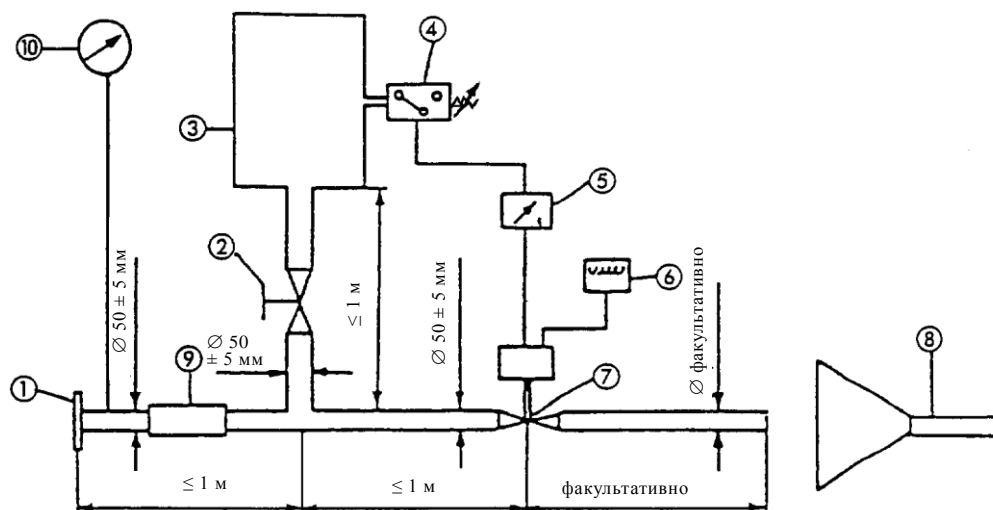 10
4
3
5
2
6
∅ 50 ± 5 мм
≤ 1 м
∅ 50 ± 5 мм
∅ факультативно
∅ 50
± 5 мм
1
9
7
8
≤ 1 м
≤ 1 м
факультативно